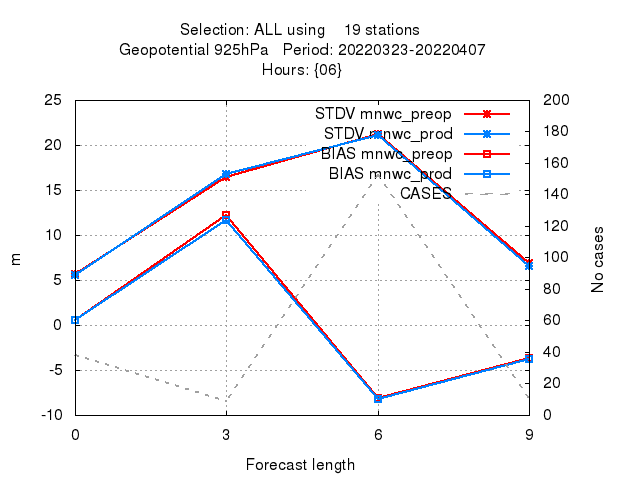 Selection: ALL using    19 stations
Geopotential 925hPa   Period: 20220323-20220407
Hours: {06}
25 200
STDV mnwc_preop
20 180
STDV mnwc_prod
BIAS mnwc_preop
160
15 BIAS mnwc_prod
140
CASES
10 120
m No cases
5 100
80
0 60
-5 40
20
-10 0
0 3 6 9
Forecast length